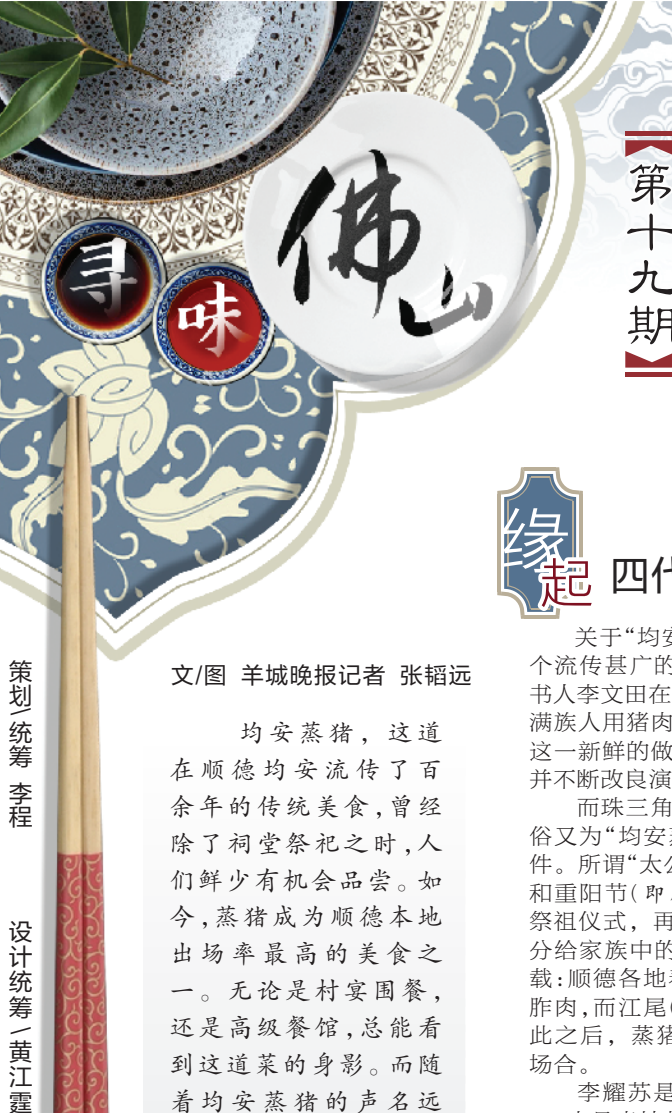 寻味
佛山
第十九期
策划/统筹 李程
设计统筹/黄江霆
文/图 羊城晚报记者 张韬远
均安蒸猪，这道
在顺德均安流传了百
余年的传统美食，曾经
除了祠堂祭祀之时，人
们鲜少有机会品尝。如
今，蒸猪成为顺德本地
出场率最高的美食之
一。无论是村宴围餐，
还是高级餐馆，总能看
到这道菜的身影。而随
着均安蒸猪的声名远
缘起
四代
关于“均安
个流传甚广的
书人李文田在
满族人用猪肉
这一新鲜的做
并不断改良演
而珠三角
俗又为“均安蒸
件。所谓“太公
和重阳节(即
祭祖仪式，再
分给家族中的
载：顺德各地
胙肉，而江尾(
此之后，蒸猪
场合。
李耀苏是